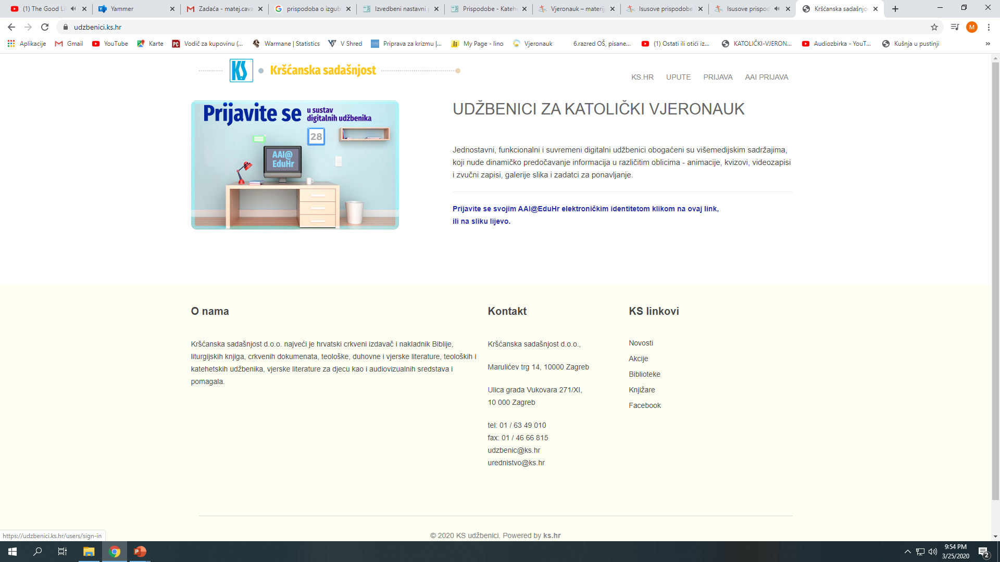 (1) The Good Li
Yammer
Zadaća - matej.cava
prispodoba o izgub
Izvedbeni nastavni p
Prispodobe - Katehe
Vjeronauk – materij
Isusove prispodobe
Isusove prispod
Kršćanska sadašnjos
udzbenici.ks.hr
M
Aplikacije
Gmail
YouTube
Karte
Vodič za kupovinu (...
Warmane | Statistics
V Shred
Priprava za krizmu |...
My Page - lino
Vjeronauk
6.razred OŠ, pisane...
(1) Ostati ili otići iz...
KATOLIČKI-VJERON...
Audiozbirka - YouT...
Kušnja u pustinji
»
KS
Kršćanska sadašnjost
KS.HR
UPUTE
PRIJAVA
AAI PRIJAVA
Prijavite se u sustav digitalnih udžbenika
28
AAI@
EduHr
UDŽBENICI ZA KATOLIČKI VJERONAUK
Jednostavni, funkcionalni i suvremeni digitalni udžbenici obogaćeni su višemedijskim sadržajima,
koji nude dinamičko predočavanje informacija u različitim oblicima - animacije, kvizovi, videozapisi
i zvučni zapisi, galerije slika i zadatci za ponavljanje.
Prijavite se svojim AAI@EduHr elektroničkim identitetom klikom na ovaj link,
ili na sliku lijevo.
O nama
Kršćanska sadašnjost d.o.o. najveći je hrvatski crkveni izdavač i nakladnik Biblije,
liturgijskih knjiga, crkvenih dokumenata, teološke, duhovne i vjerske literature, teoloških i
katehetskih udžbenika, vjerske literature za djecu kao i audiovizualnih sredstava i
pomagala.
Kontakt
Kršćanska sadašnjost d.o.o.,
Marulićev trg 14, 10000 Zagreb
Ulica grada Vukovara 271/XI,
10 000 Zagreb
tel: 01 / 63 49 010
fax: 01 / 46 66 815
udzbenic@ks.hr
urednistvo@ks.hr
KS linkovi
Novosti
Akcije
Biblioteke
Knjižare
Facebook
https://udzbenici.ks.hr/users/sign-in
© 2020 KS udžbenici. Powered by ks.hr
9:54 PM
3/25/2020
2